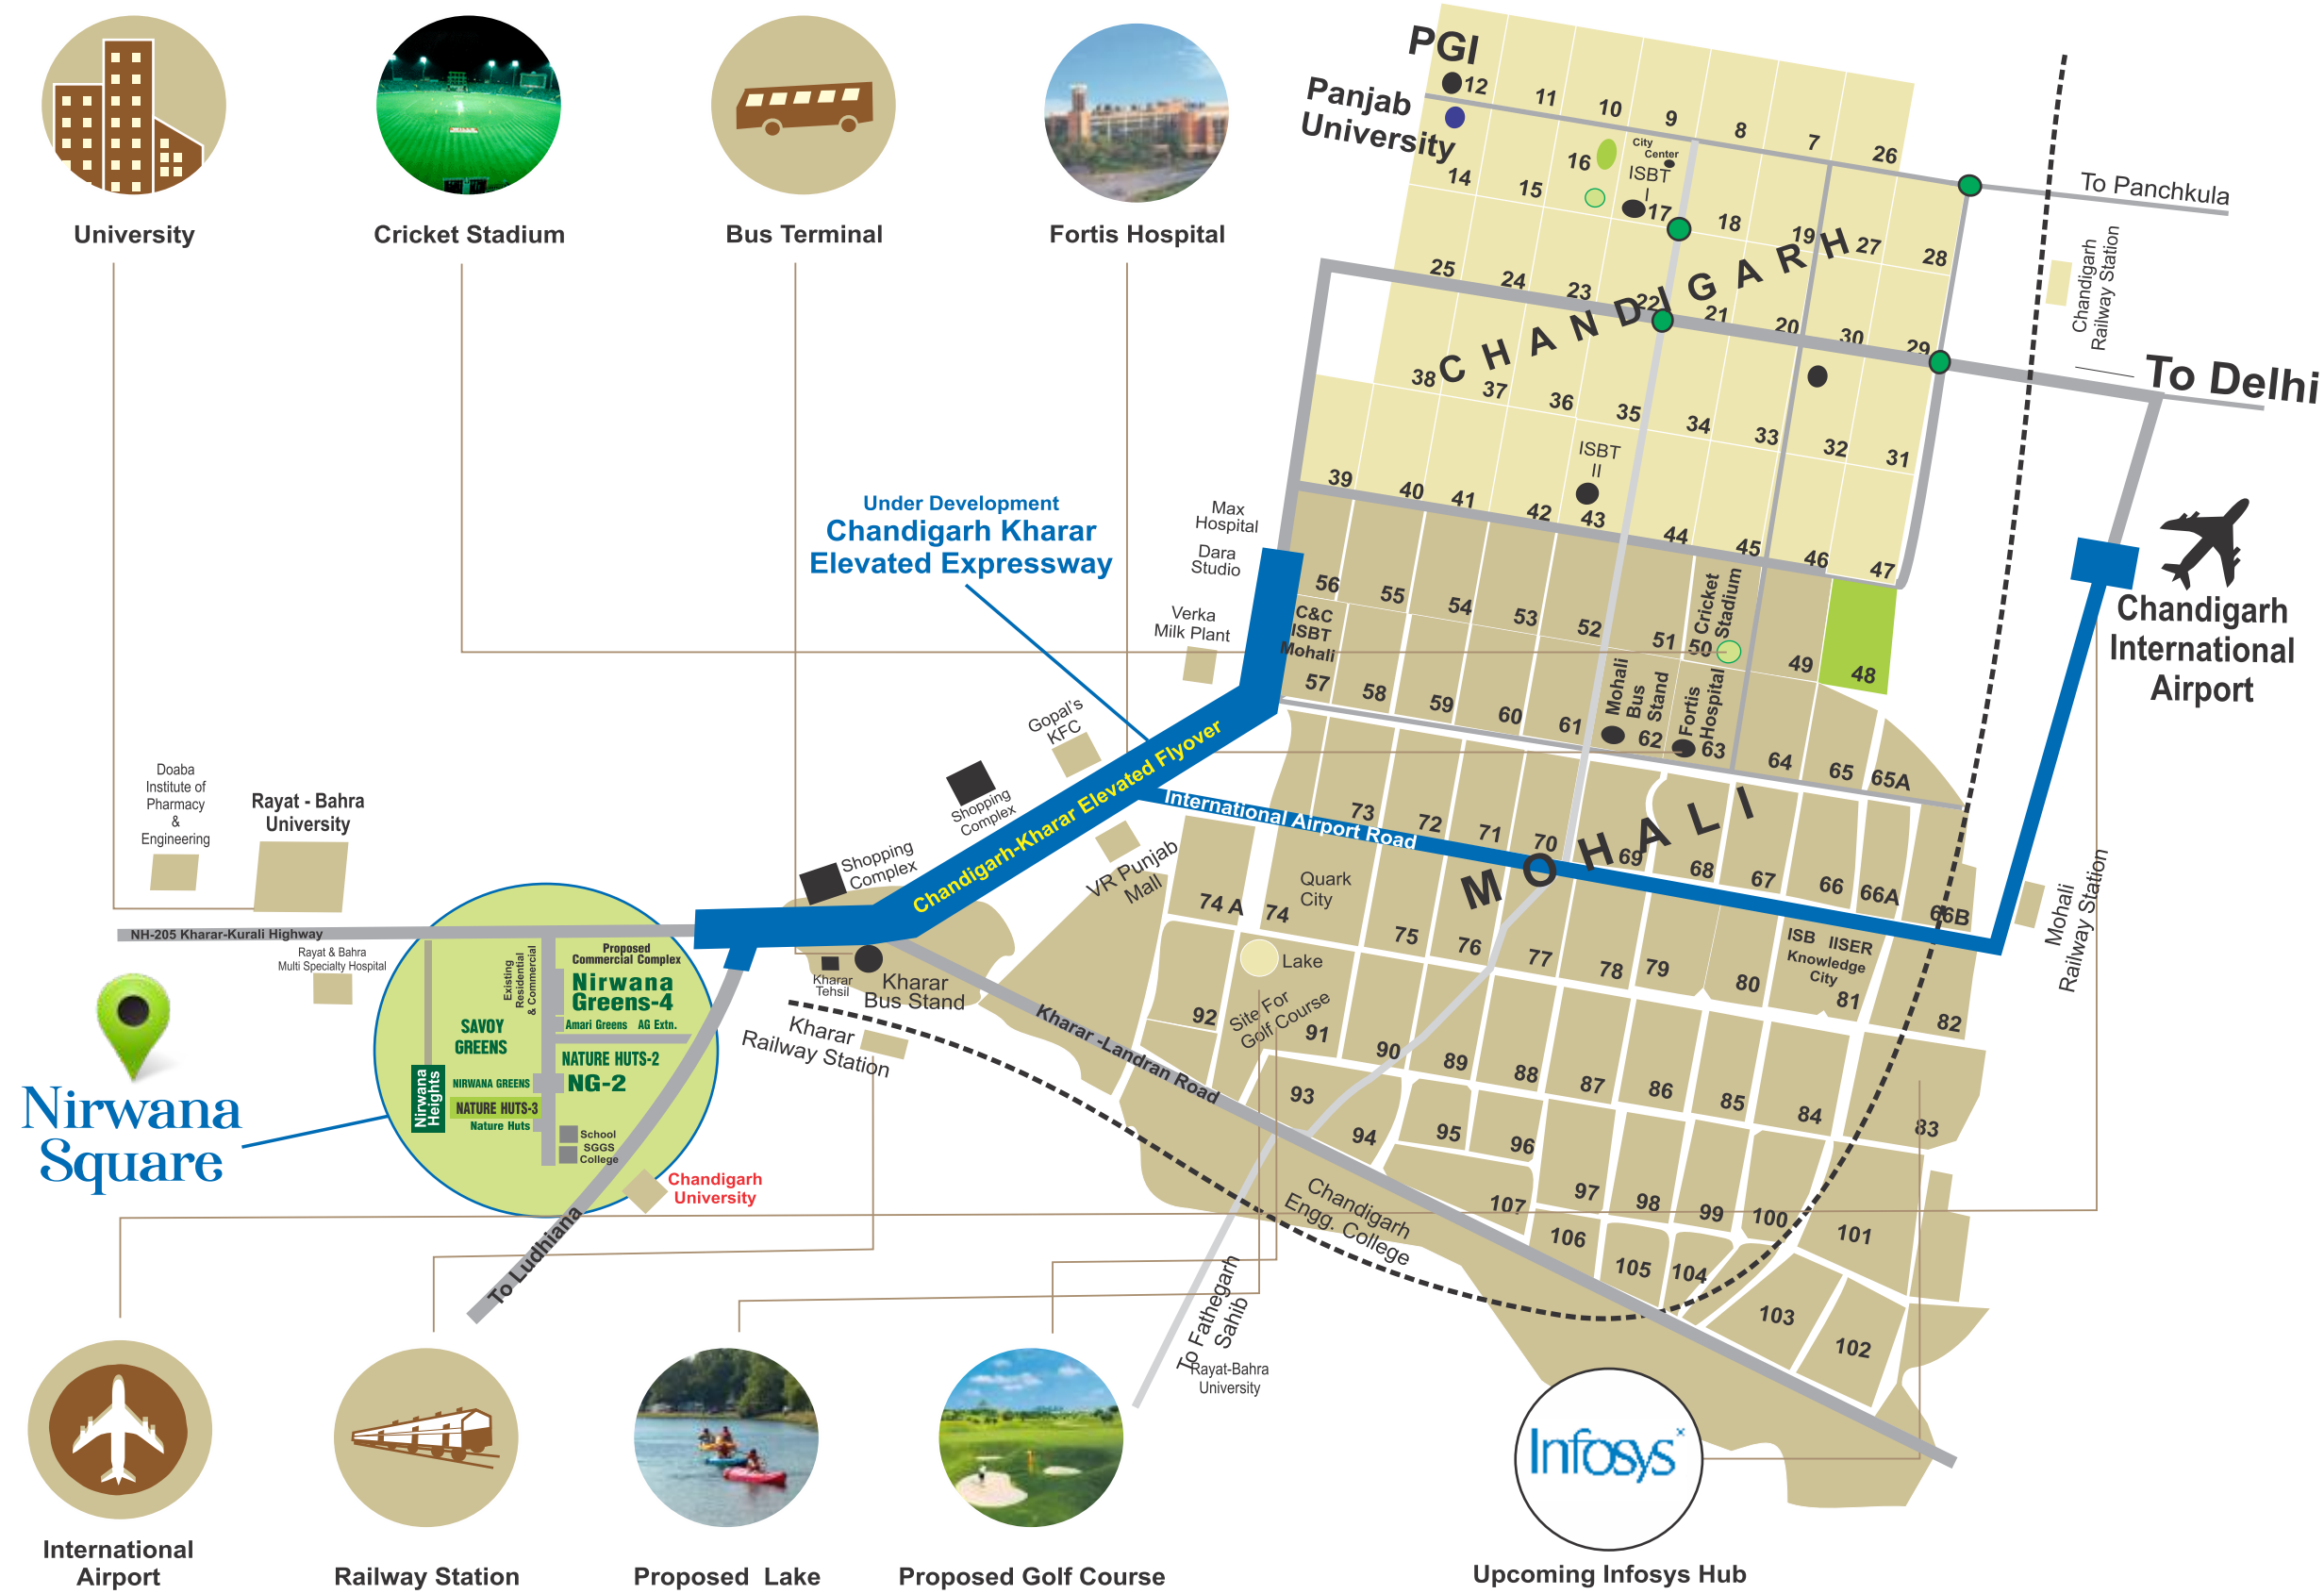 University
Cricket Stadium
Bus Terminal
Fortis Hospital
PGI
Panjab
University
12
11
10
9
8
7
26
City
Center
16
ISBT
I
14
15
17
18
19
27
28
To Panchkula
Chandigarh
Railway Station
25
24
23
22
21
20
30
29
CHANDIGARH
To Delhi
38
37
36
35
34
33
32
31
ISBT
II
39
40
41
42
43
44
45
46
47
Under Development
Chandigarh Kharar
Elevated Expressway
Max
Hospital
Dara
Studio
Verka
Milk Plant
56
55
54
53
52
51
50
49
48
Cricket
Stadium
C&C
ISBT
Mohali
57
58
59
60
61
62
63
64
65
65A
Mohali
Bus
Stand
Fortis
Hospital
Chandigarh
International
Airport
Gopal's
KFC
Shopping
Complex
Shopping
Complex
Chandigarh-Kharar Elevated Flyover
International Airport Road
VR Punjab
Mall
73
72
71
70
69
68
67
66
66A
66B
MOHALI
Mohali
Railway Station
Doaba
Institute of
Pharmacy
&
Engineering
Rayat - Bahra
University
NH-205 Kharar-Kurali Highway
Rayat & Bahra
Multi Specialty Hospital
74 A
74
Quark
City
75
76
77
78
79
80
81
82
ISB IISER
Knowledge
City
Lake
Site For
Golf Course
92
91
90
89
88
87
86
85
84
83
Proposed
Commercial Complex
Existing
Residential
& Commercial
Nirwana
Greens-4
Amari Greens AG Extn.
SAVOY
GREENS
NATURE HUTS-2
NIRWANA GREENS
NG-2
Nirwana
Heights
NATURE HUTS-3
Nature Huts
School
SGGS
College
Chandigarh
University
Kharar
Tehsil
Kharar
Bus Stand
Kharar
Railway Station
Kharar -Landran Road
Nirwana
Square
To Ludhiana
93
94
95
96
97
98
99
100
101
107
106
105
104
103
102
Chandigarh
Engg. College
To Fathegarh
Sahib
Rayat-Bahra
University
Infosys
International
Airport
Railway Station
Proposed Lake
Proposed Golf Course
Upcoming Infosys Hub